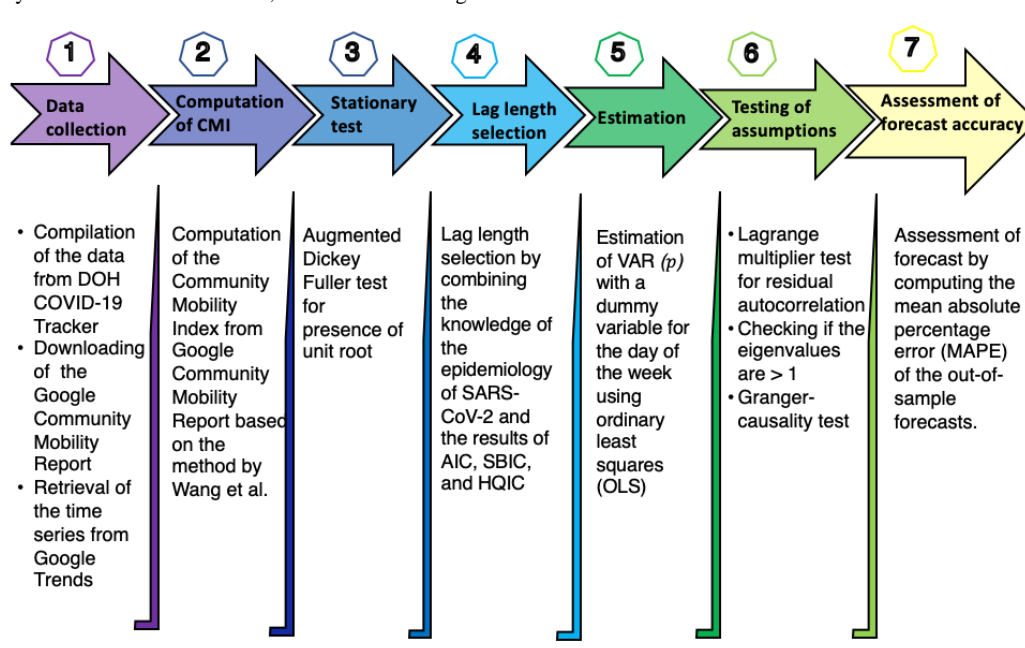 1
2
3
4
5
6
7
Data
collection
Computation
of CMI
Stationary
test
Lag length
selection
Estimation
Testing of
assumptions
Assessment of
forecast accuracy
• Compilation
of the data
from DOH
COVID-19
Tracker
• Downloading
of the
Google
Community
Mobility
Report
• Retrieval of
the time
series from
Google
Trends
Computation
of the
Community
Mobility
Index from
Google
Community
Mobility
Report based
on the
method by
Wang et al.
Augmented
Dickey
Fuller test
for
presence of
unit root
Lag length
selection by
combining
the
knowledge of
the
epidemiology
of SARS-
CoV-2 and
the results of
AIC, SBIC,
and HQIC
Estimation
of VAR (p)
with a
dummy
variable for
the day of
the week
using
ordinary
least
squares
(OLS)
• Lagrange
multiplier test
for residual
autocorrelation
• Checking if the
eigenvalues
are > 1
• Granger-
causality test
Assessment of
forecast by
computing the
mean absolute
percentage
error (MAPE)
of the out-of-
sample
forecasts.